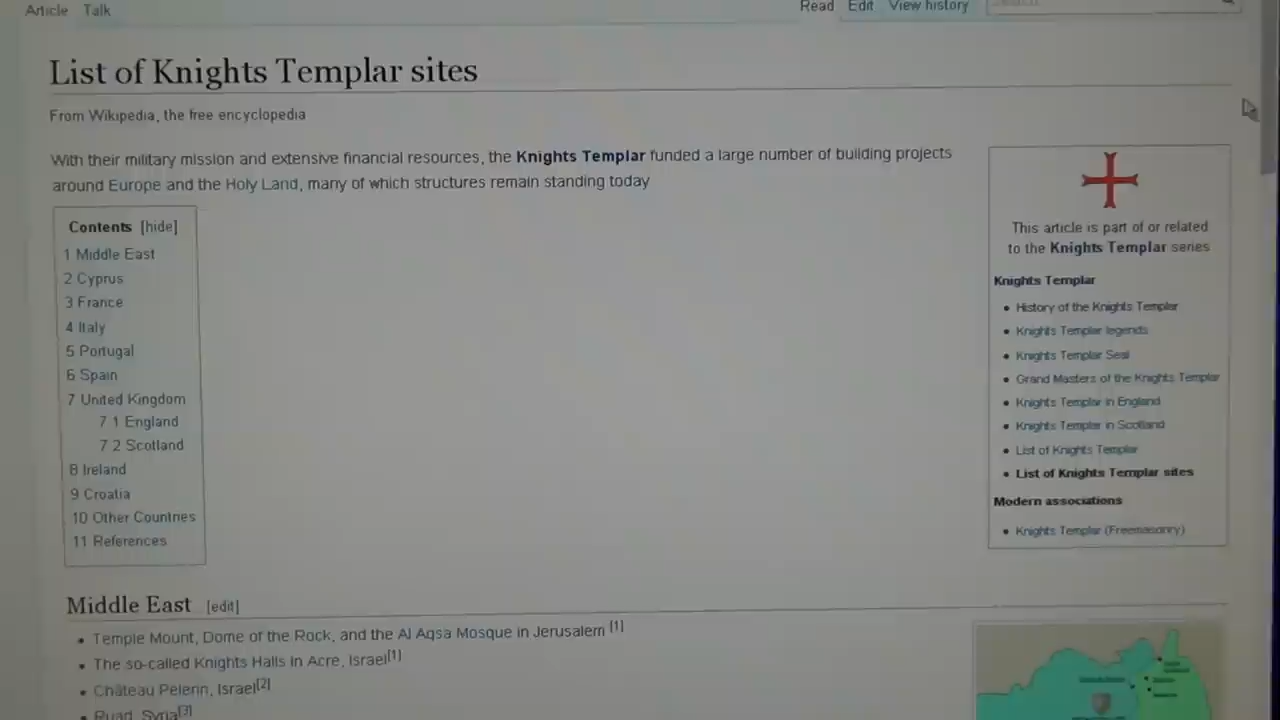 Article Talk
Read Edit View history
List of Knights Templar sites
From Wikipedia, the free encyclopedia
With their military mission and extensive financial resources, the Knights Templar funded a large number of building projects
around Europe and the Holy Land, many of which structures remain standing today
Contents [hide]
1 Middle East
2 Cyprus
3 France
4 Italy
5 Portugal
6 Spain
7 United Kingdom
7 1 England
7 2 Scotland
8 Ireland
9 Croatia
10 Other Countries
11 References
This article is part of or related
to the Knights Templar series
Knights Templar
• History of the Knights Templar
• Knights Templar legends
• Knights Templar Seal
• Grand Masters of the Knights Templar
• Knights Templar in England
• Knights Templar in Scotland
• List of Knights Templar
• List of Knights Templar sites
Modern associations
• Knights Templar (Freemasonry)
Middle East [edit]
• Temple Mount, Dome of the Rock, and the Al Aqsa Mosque in Jerusalem [1]
• The so-called Knights Halls in Acre, Israel[1]
• Château Pelerin, Israel[2]
• Ruad, Syria[3]